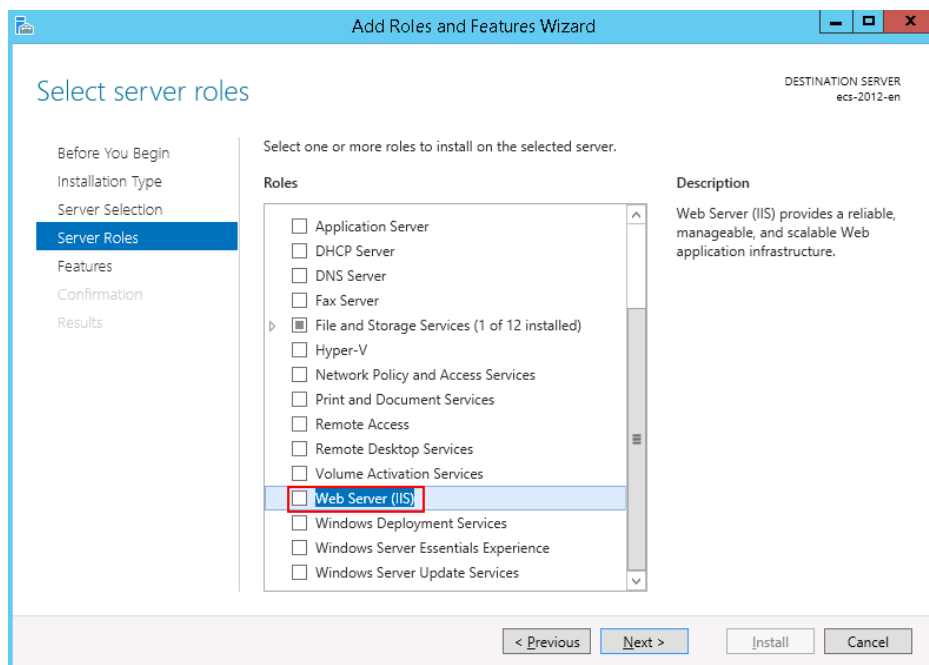 Add Roles and Features Wizard
Select server roles
DESTINATION SERVER
ecs-2012-en
Before You Begin
Installation Type
Server Selection
Server Roles
Features
Confirmation
Results
Select one or more roles to install on the selected server.
Roles
Application Server
DHCP Server
DNS Server
Fax Server
File and Storage Services (1 of 12 installed)
Hyper-V
Network Policy and Access Services
Print and Document Services
Remote Access
Remote Desktop Services
Volume Activation Services
Web Server (IIS)
Windows Deployment Services
Windows Server Essentials Experience
Windows Server Update Services
Description
Web Server (IIS) provides a reliable,
manageable, and scalable Web
application infrastructure.
< Previous
Next >
Install
Cancel